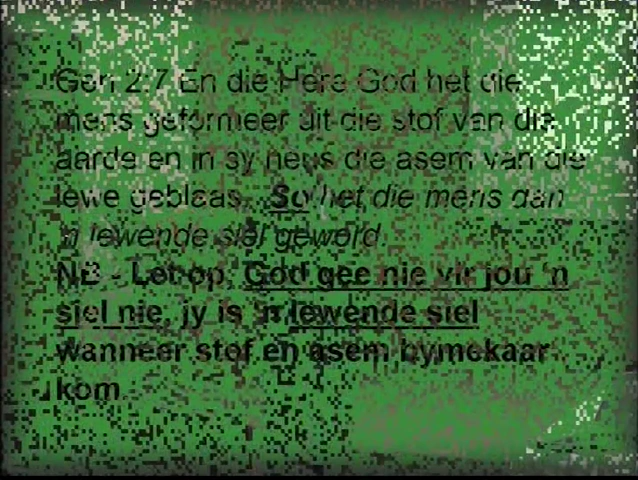 Gen 2:7 En die Here God het die
mens geformeer uit die stof van die
aarde en in sy neus die asem van die
lewe geblaas. So het die mens dan
'n lewende siel geword.
NB - Let op, God gee nie vir jou 'n
siel nie, jy is 'n lewende siel
wanneer stof en asem bymekaar
kom.